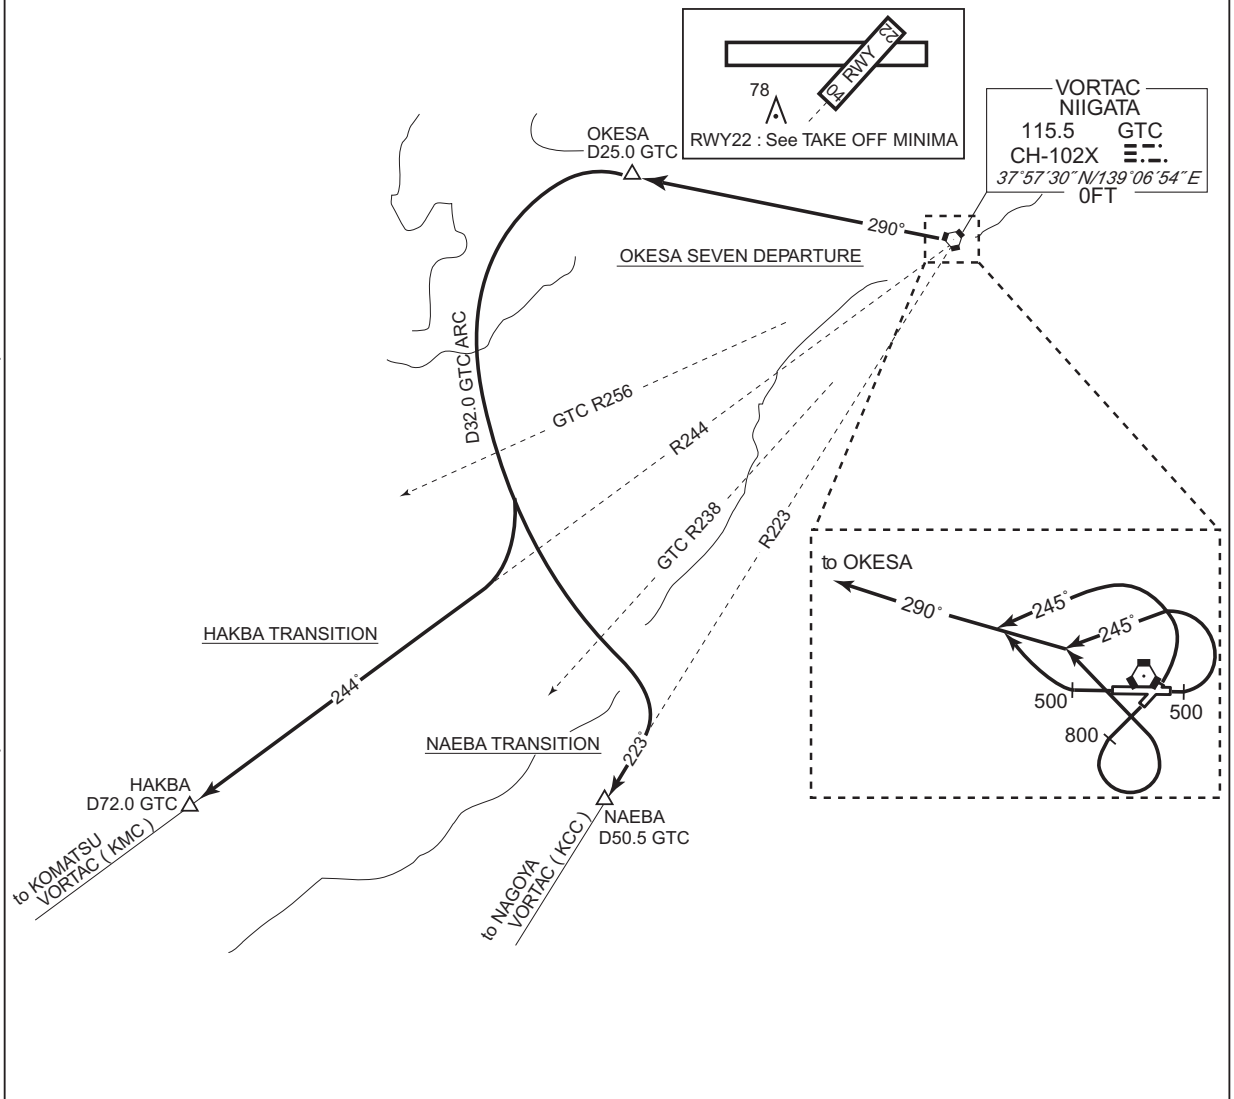 22
RWY
04
78
RWY22 : See TAKE OFF MINIMA
VORTAC
NIIGATA
115.5 GTC
CH-102X
37°57′30″N/139°06′54″E
0FT
OKESA
D25.0 GTC
290°
OKESA SEVEN DEPARTURE
D32.0 GTC ARC
GTC R256
R244
GTC R238
R223
to OKESA
290°
245°
245°
500
500
800
HAKBA TRANSITION
244°
NAEBA TRANSITION
223°
HAKBA
D72.0 GTC
NAEBA
D50.5 GTC
to KOMATSU
VORTAC ( KMC )
to NAGOYA
VORTAC ( KCC )